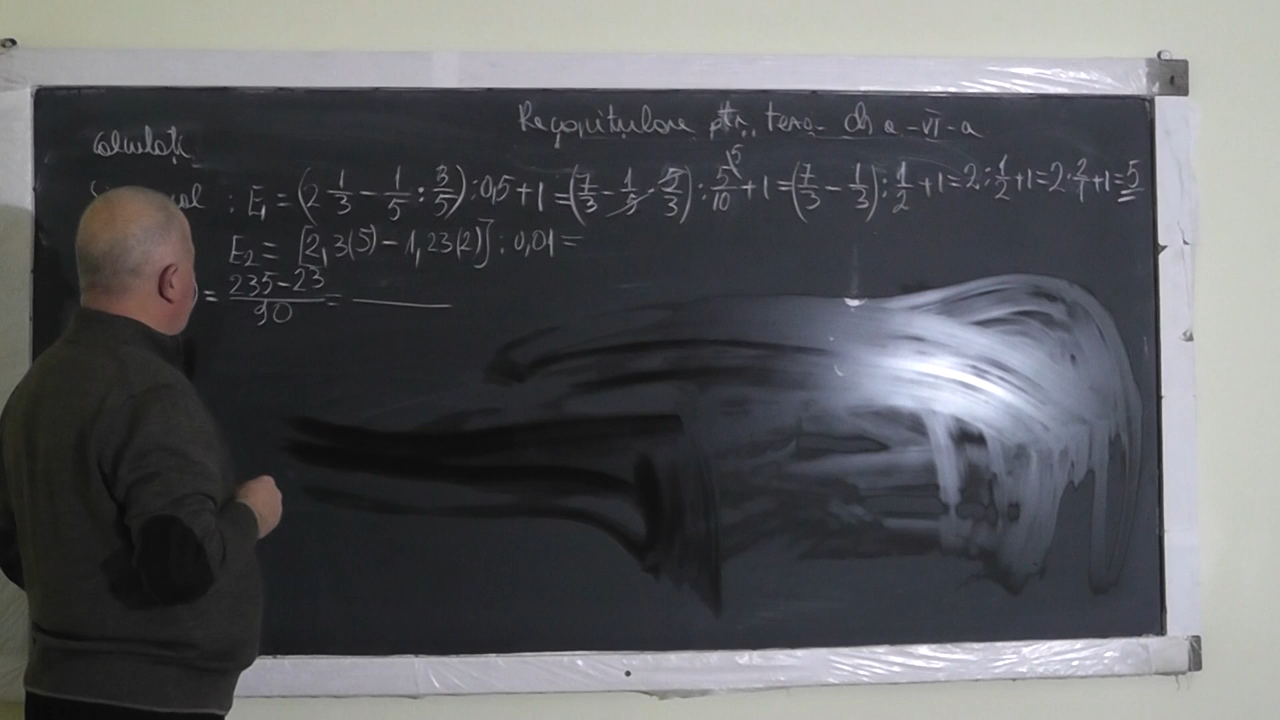 Recapitulare ptr. teza cls a-VI-a
Calculați
: E₁ = (2 1/3 - 1/5 : 3/5) : 0,5 + 1 = (7/3 - 1/5 · 5/3) : 5/10 + 1 = (7/3 - 1/3) : 1/2 + 1 = 2 : 1/2 + 1 = 2 · 2/1 + 1 = 5
E₂ = [2,3(5) - 1,23(2)] : 0,01 =
= 235-23/90 =